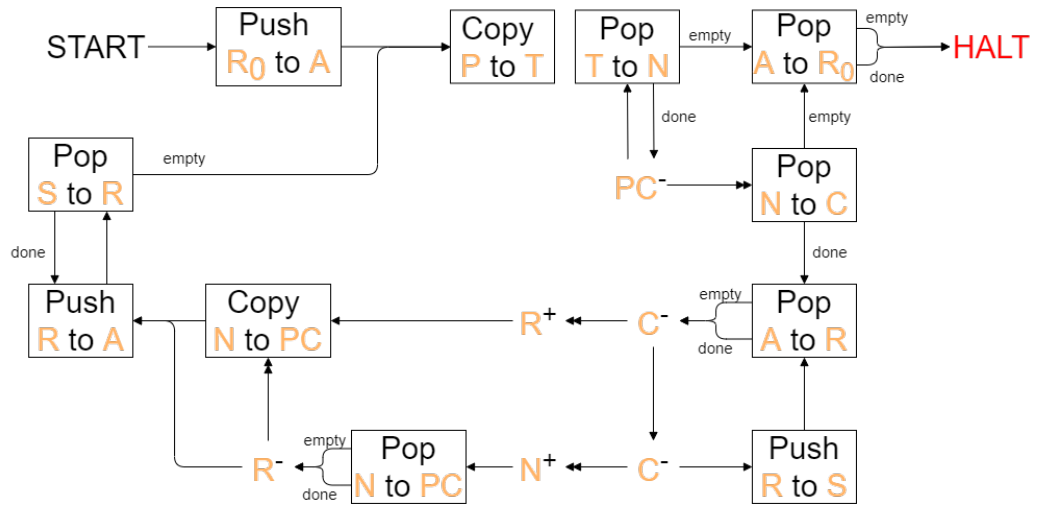 START
Push
R0 to A
Copy
P to T
Pop
T to N
empty
Pop
A to R0
empty
done
HALT
done
empty
Pop
S to R
empty
PC-
Pop
N to C
done
done
Push
R to A
Copy
N to PC
R+
C-
empty
done
Pop
A to R
R-
empty
done
Pop
N to PC
N+
C-
Push
R to S